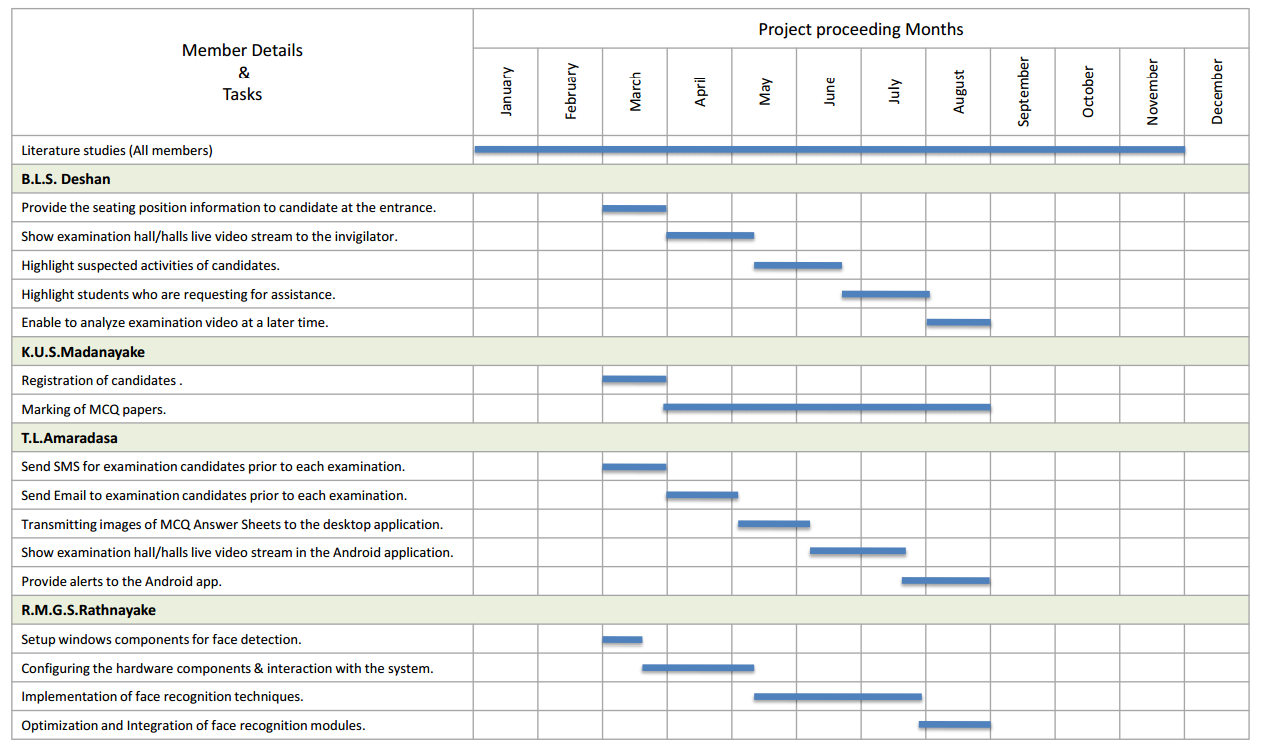 Member Details
&
Tasks
Project proceeding Months
January
February
March
April
May
June
July
August
September
October
November
December
Literature studies (All members)
B.L.S. Deshan
Provide the seating position information to candidate at the entrance.
Show examination hall/halls live video stream to the invigilator.
Highlight suspected activities of candidates.
Highlight students who are requesting for assistance.
Enable to analyze examination video at a later time.
K.U.S.Madanayake
Registration of candidates .
Marking of MCQ papers.
T.L.Amaradasa
Send SMS for examination candidates prior to each examination.
Send Email to examination candidates prior to each examination.
Transmitting images of MCQ Answer Sheets to the desktop application.
Show examination hall/halls live video stream in the Android application.
Provide alerts to the Android app.
R.M.G.S.Rathnayake
Setup windows components for face detection.
Configuring the hardware components & interaction with the system.
Implementation of face recognition techniques.
Optimization and Integration of face recognition modules.